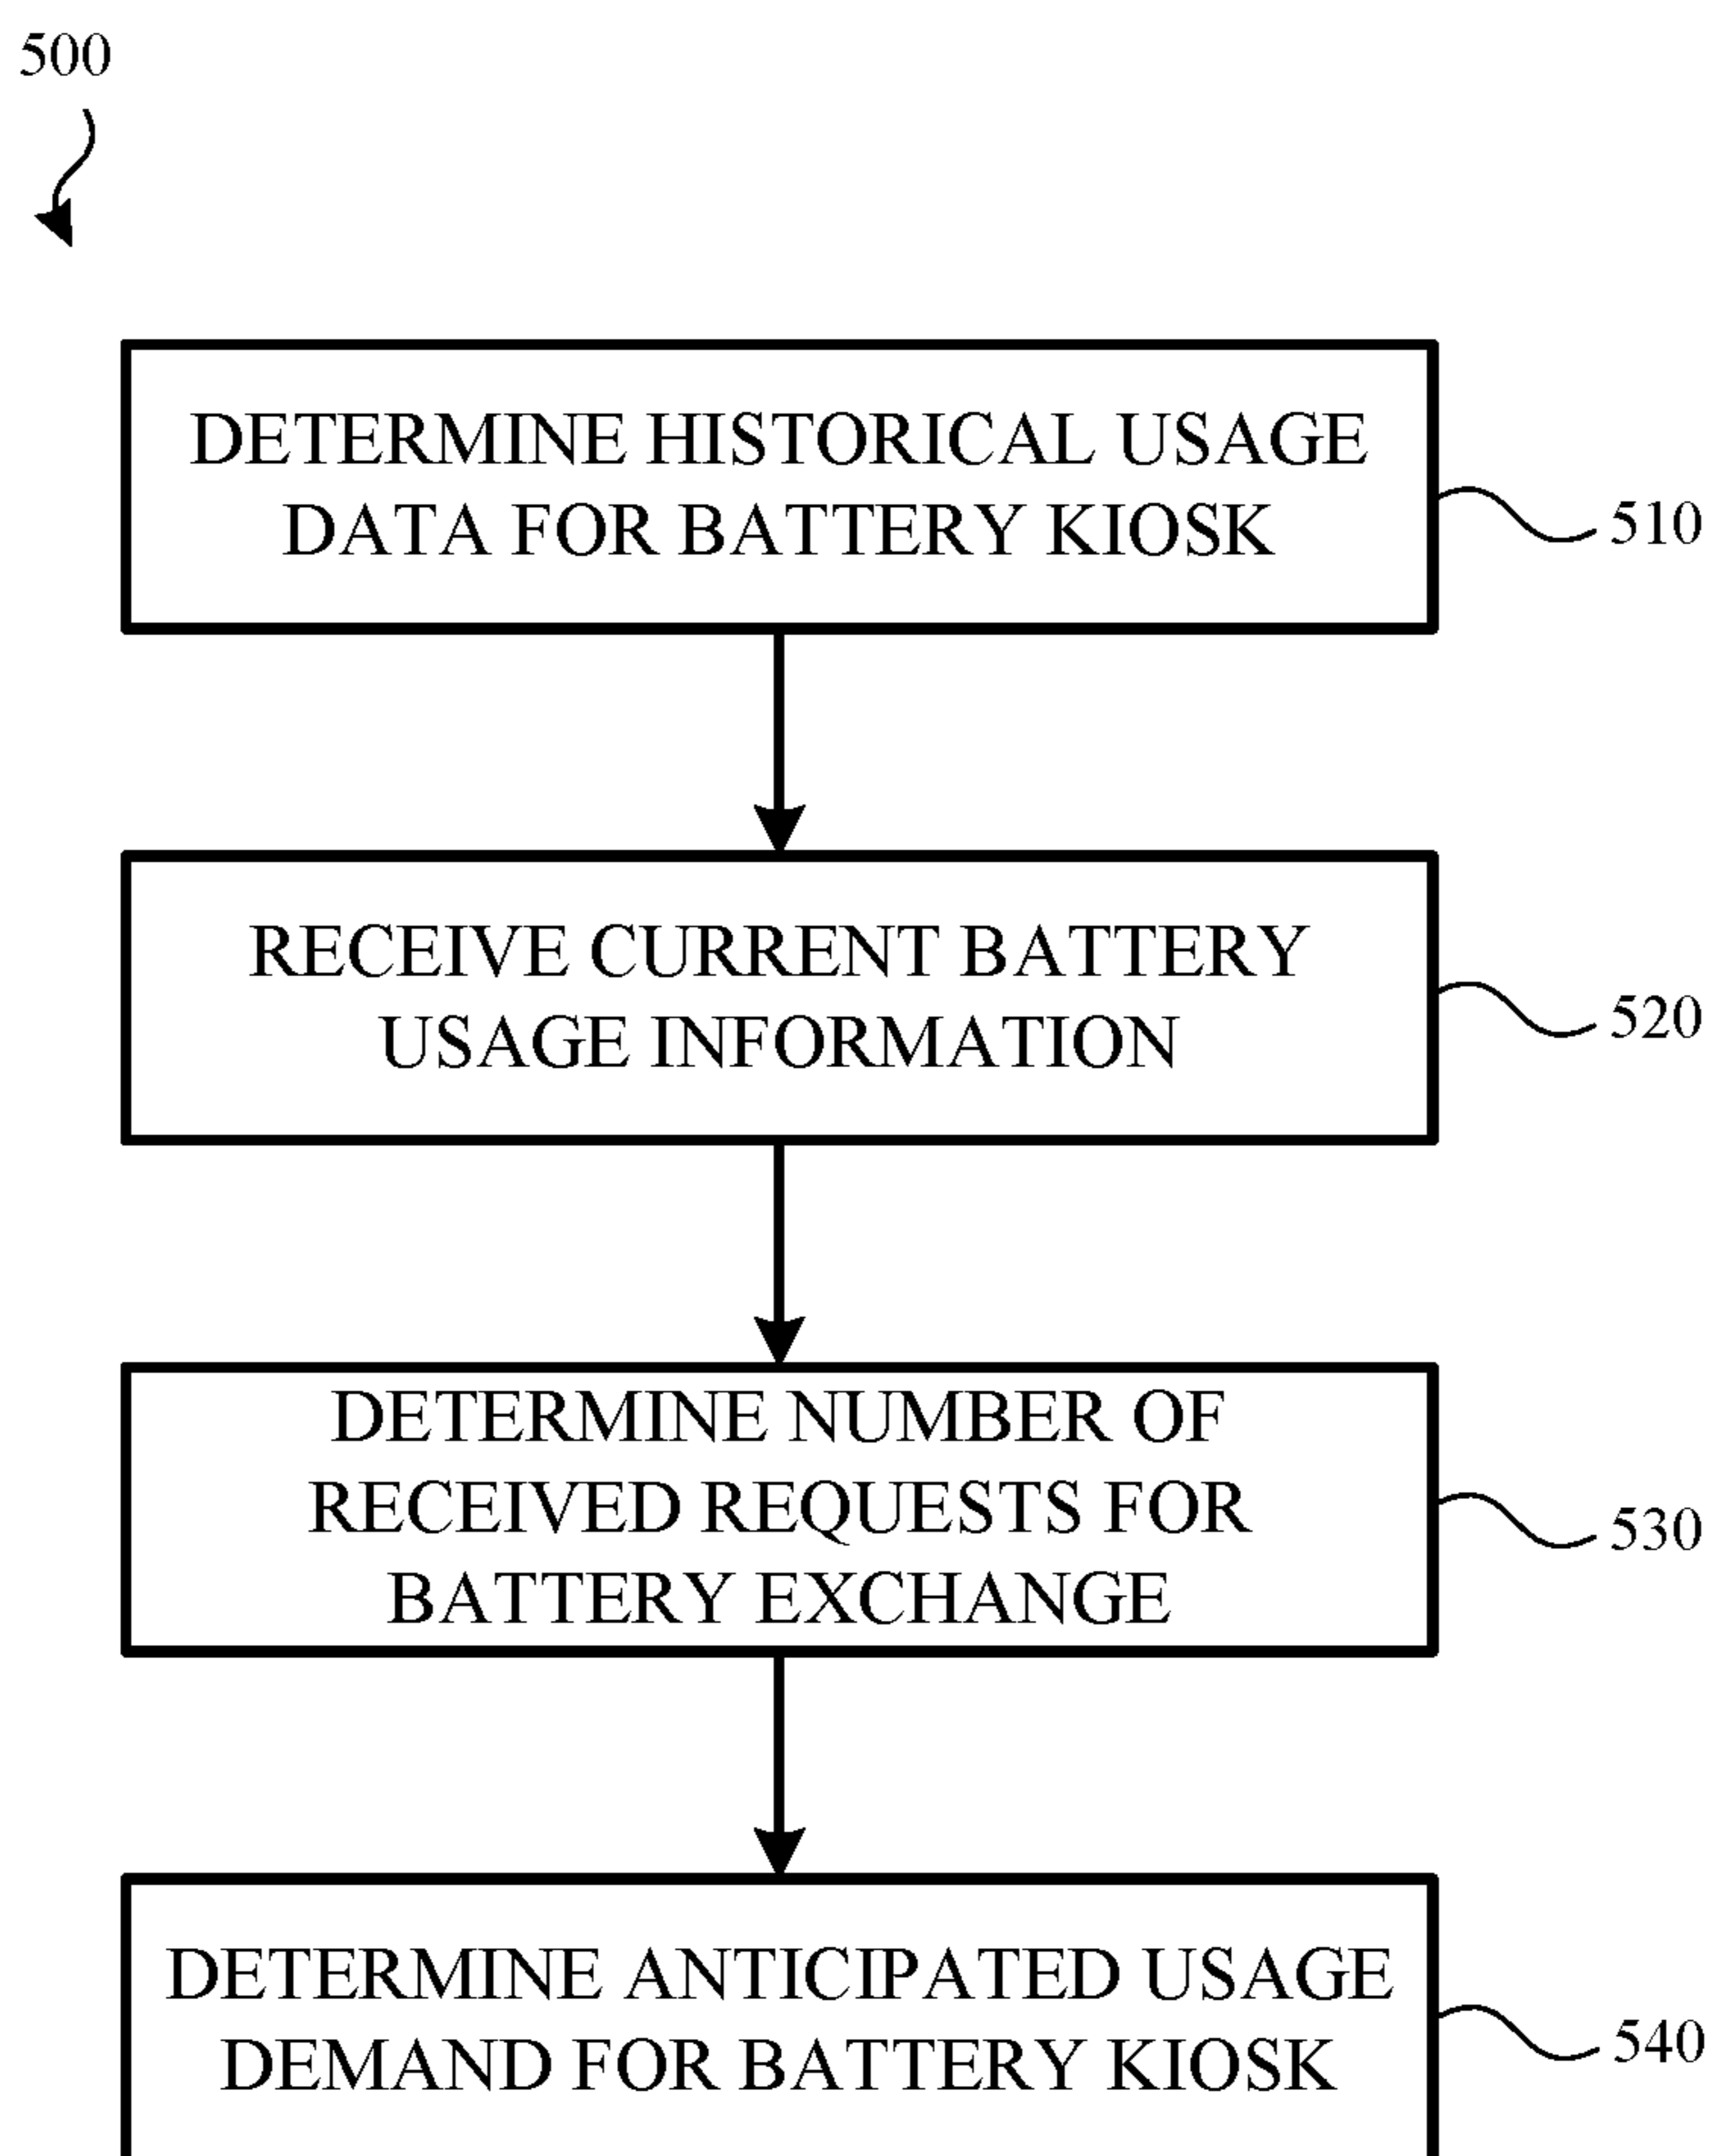 500
DETERMINE HISTORICAL USAGE
DATA FOR BATTERY KIOSK
510
RECEIVE CURRENT BATTERY
USAGE INFORMATION
520
DETERMINE NUMBER OF
RECEIVED REQUESTS FOR
BATTERY EXCHANGE
530
DETERMINE ANTICIPATED USAGE
DEMAND FOR BATTERY KIOSK
540